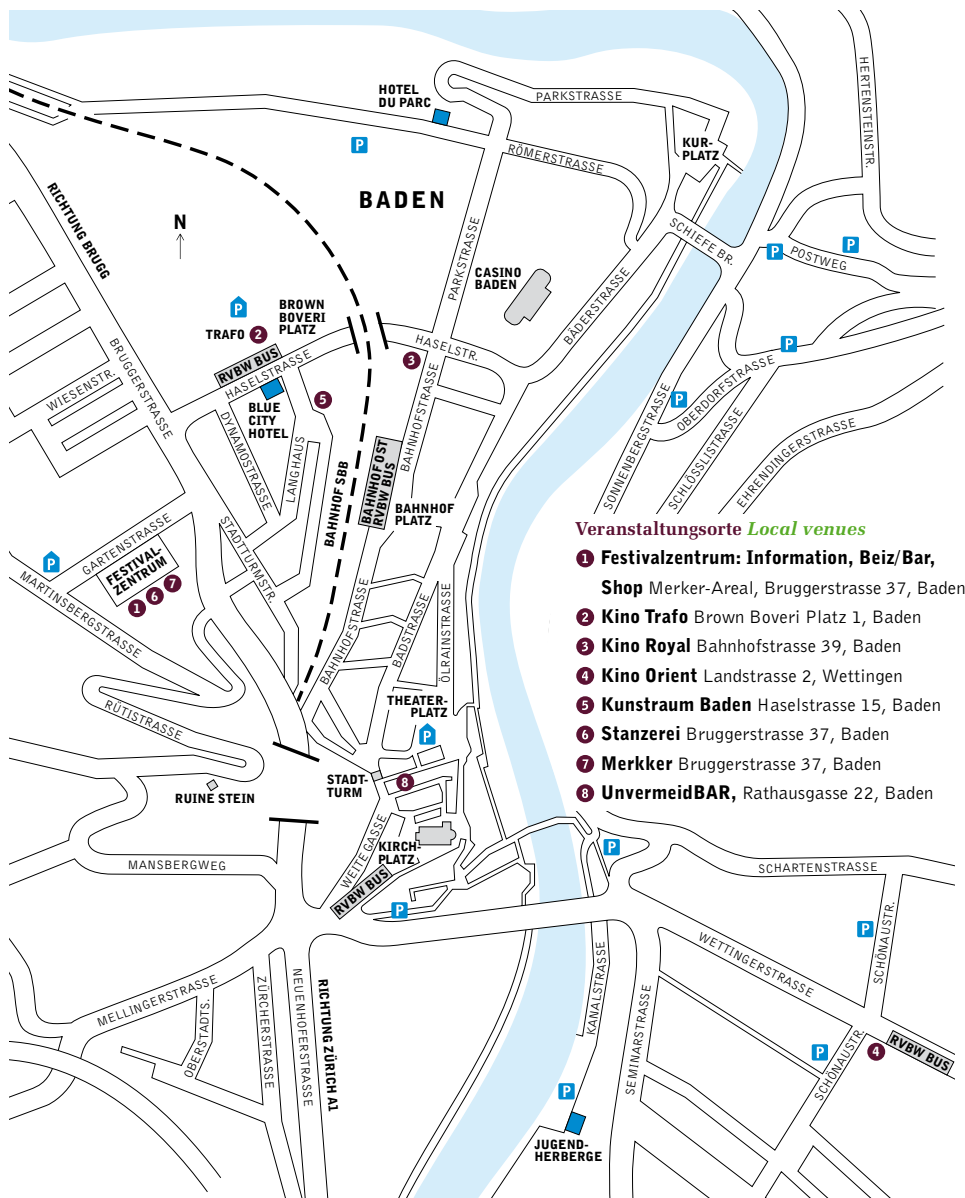 HOTEL
DU PARC
PARKSTRASSE
HERTENSTEINSTR.
P
RÖMERSTRASSE
KUR-
PLATZ
BADEN
RICHTUNG BRUGG
N
PARKSTRASSE
SCHIEFE BR.
P
POSTWEG
P
CASINO
BADEN
BÄDERSTRASSE
P
BROWN
BOVERI
PLATZ
TRAFO 2
HASELSTR.
3
P
RVBW BUS
HASELSTRASSE
BRUGGERSTRASSE
WIESENSTR.
BLUE
CITY
HOTEL
5
P
OBERDORFSTRASSE
DYNAMOSTRASSE
LANGHAUS
BAHNHOFSTRASSE
SONNENBERGSTRASSE
SCHLÖSSLISTRASSE
EHRENDINGERSTRASSE
BAHNHOF SBB
BAHNHOF OST
RVBW BUS
BAHNHOF
PLATZ
P
GARTENSTRASSE
FESTIVAL-
ZENTRUM
1 6 7
MARTINSBERGSTRASSE
STADTTURMSTR.
BAHNHOFSTRASSE
BADSTRASSE
ÖLRAINSTRASSE
Veranstaltungsorte Local venues
1 Festivalzentrum: Information, Beiz/Bar,
Shop Merker-Areal, Bruggerstrasse 37, Baden
2 Kino Trafo Brown Boveri Platz 1, Baden
3 Kino Royal Bahnhofstrasse 39, Baden
4 Kino Orient Landstrasse 2, Wettingen
5 Kunstraum Baden Haselstrasse 15, Baden
6 Stanzerei Bruggerstrasse 37, Baden
7 Merkker Bruggerstrasse 37, Baden
8 UnvermeidBAR, Rathausgasse 22, Baden
RÜTISTRASSE
THEATER-
PLATZ
P
STADT-
TURM
8
RUINE STEIN
KIRCH-
PLATZ
WEITE GASSE
RVBW BUS
P
MANSBERGWEG
P
SCHARTENSTRASSE
P
SCHÖNAUSTR.
WETTINGERSTRASSE
MELLINGERSTRASSE
OBERSTADTS.
ZÜRCHERSTRASSE
NEUENHOFERSTRASSE
RICHTUNG ZÜRICH A1
KANALSTRASSE
SEMINARSTRASSE
P
SCHÖNAUSTR.
4
RVBW BUS
P
JUGEND-
HERBERGE